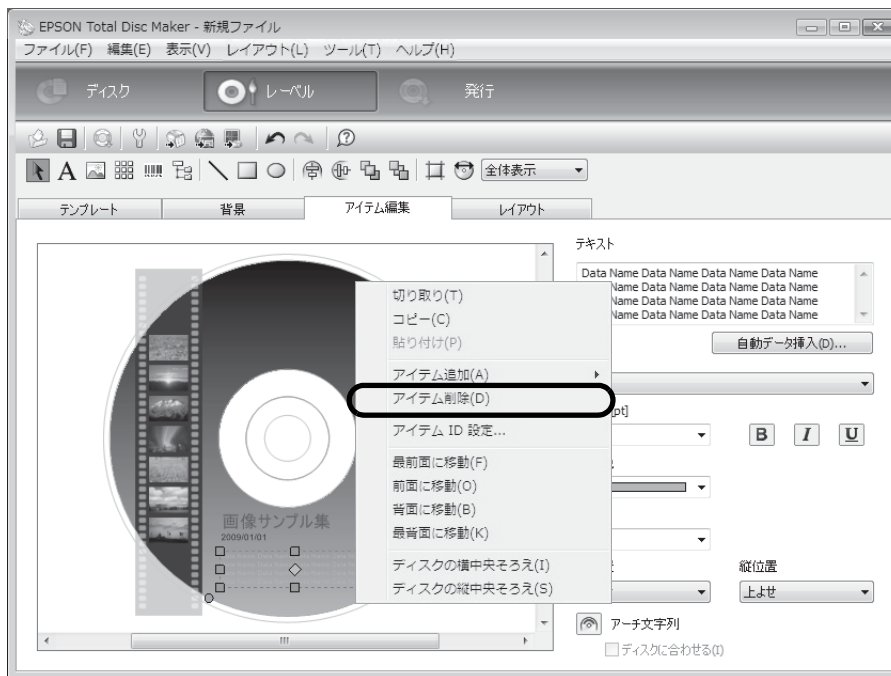 EPSON Total Disc Maker - 新規ファイル
ファイル(F) 編集(E) 表示(V) レイアウト(L) ツール(T) ヘルプ(H)
ディスク レーベル 発行
A 全体表示
テンプレート 背景 アイテム編集 レイアウト
テキスト
Data Name Data Name Data Name Data Name
Name Data Name Data Name Data Name
Name Data Name Data Name Data Name
Name Data Name Data Name Data Name
自動データ挿入(D)...
切り取り(T)
コピー(C)
貼り付け(P)
アイテム追加(A)
アイテム削除(D)
アイテム ID 設定...
最前面に移動(F)
前面に移動(O)
背面に移動(B)
最背面に移動(K)
ディスクの横中央そろえ(I)
ディスクの縦中央そろえ(S)
pt]
B I U
画像サンプル集
2009/01/01
縦位置
上よせ
アーチ文字列
ディスクに合わせる(I)